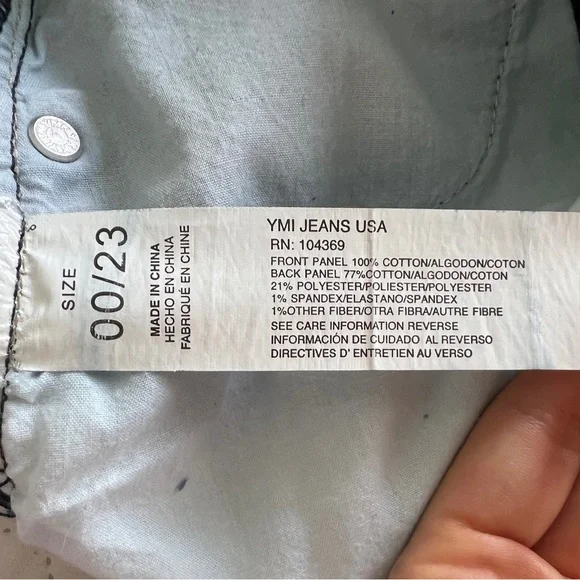 SIZE
00/23
MADE IN CHINA
HECHO EN CHINA
FABRIQUÉ EN CHINE
YMI JEANS USA
RN: 104369
FRONT PANEL 100% COTTON/ALGODON/COTON
BACK PANEL 77%COTTON/ALGODON/COTON
21% POLYESTER/POLIESTER/POLYESTER
1% SPANDEX/ELASTANO/SPANDEX
1%OTHER FIBER/OTRA FIBRA/AUTRE FIBRE
SEE CARE INFORMATION REVERSE
INFORMACIÓN DE CUIDADO AL REVERSO
DIRECTIVES D' ENTRETIEN AU VERSO